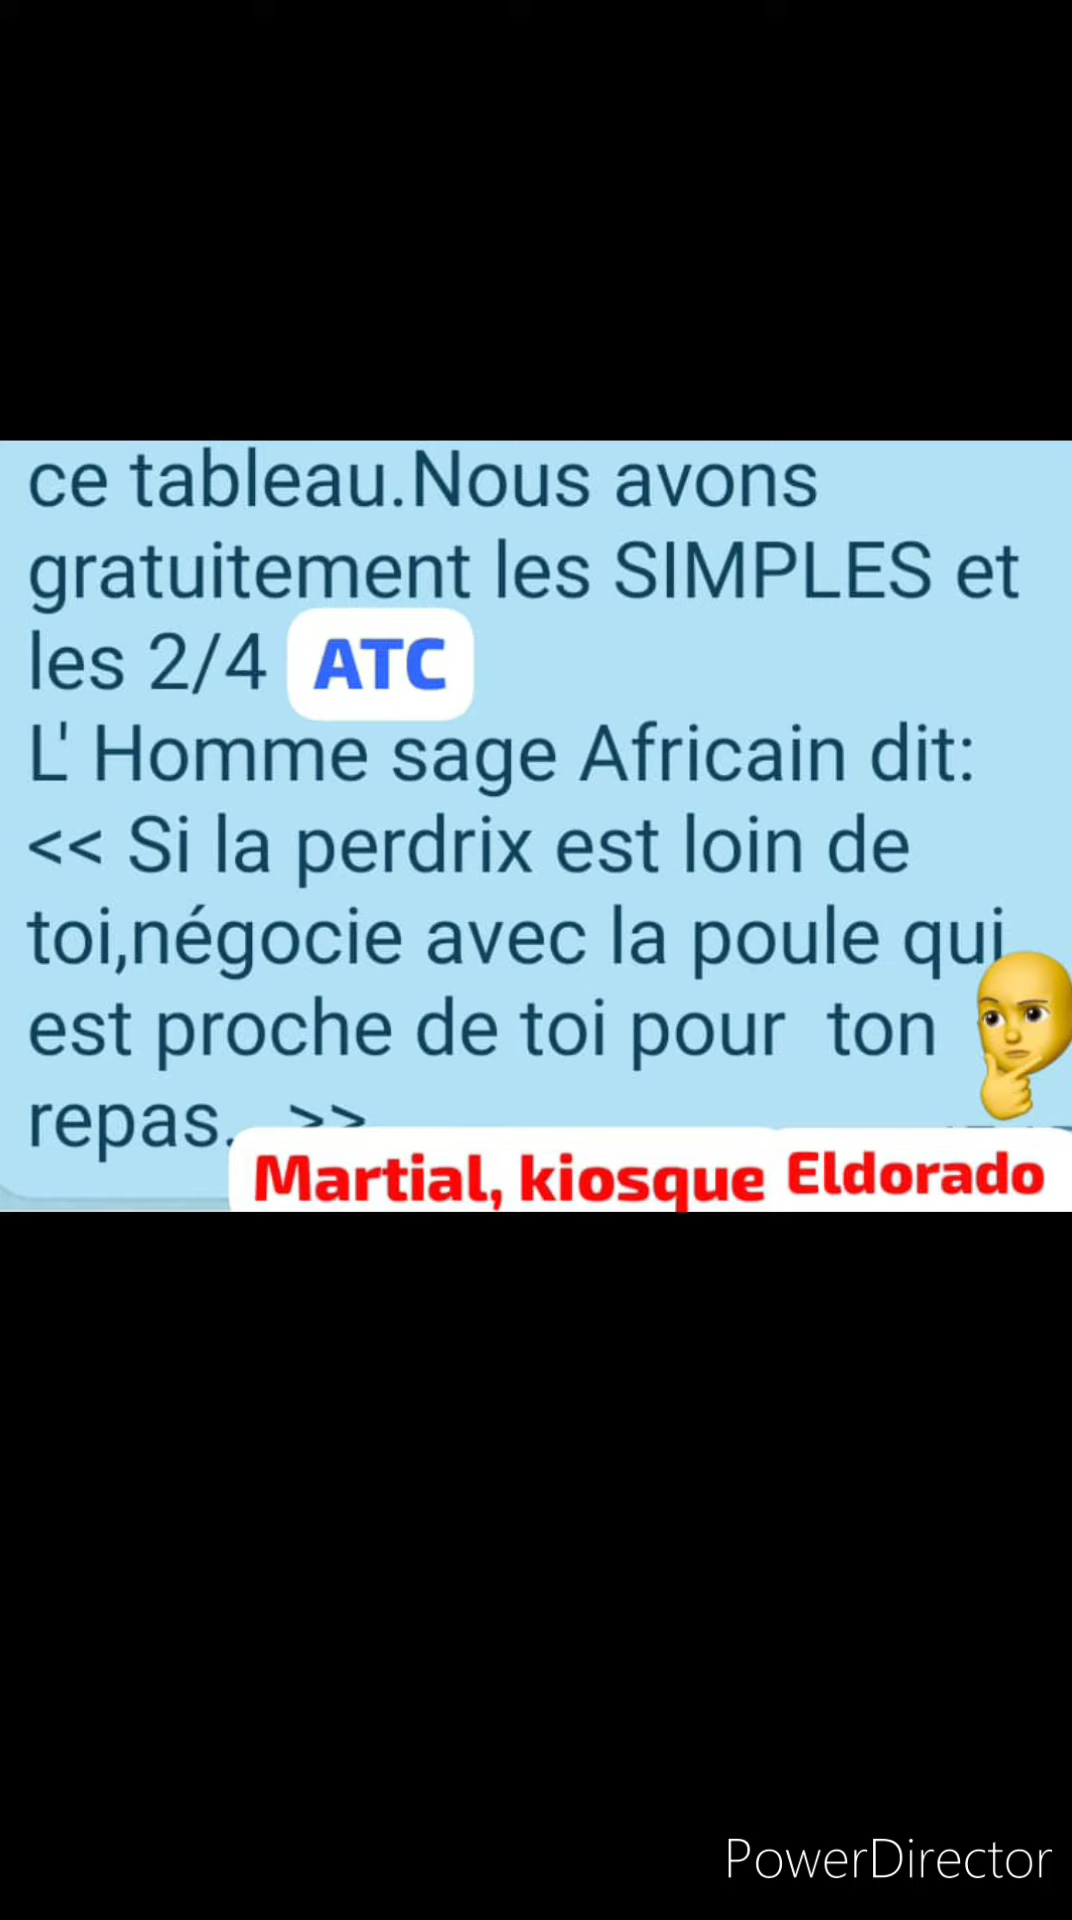 ce tableau.Nous avons
gratuitement les SIMPLES et
les 2/4 ATC
L' Homme sage Africain dit:
<< Si la perdrix est loin de
toi,négocie avec la poule qui
est proche de toi pour  ton
repas.  >>
Martial, kiosque Eldorado
PowerDirector